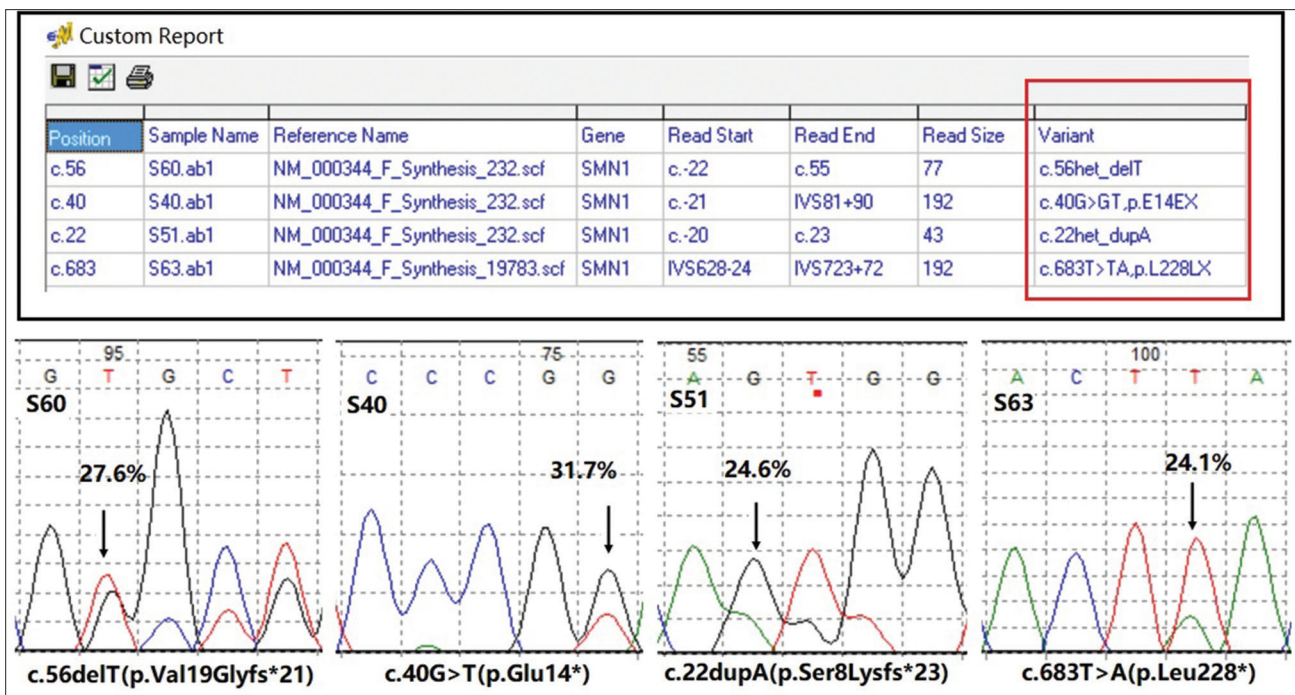 Custom Report
Position Sample Name Reference Name Gene Read Start Read End Read Size Variant
c.56 S60.ab1 NM_000344_F_Synthesis_232.scf SMN1 c.-22 c.55 77 c.56het_delT
c.40 S40.ab1 NM_000344_F_Synthesis_232.scf SMN1 c.-21 IVS81+90 192 c.40G>GT,p.E14EX
c.22 S51.ab1 NM_000344_F_Synthesis_232.scf SMN1 c.-20 c.23 43 c.22het_dupA
c.683 S63.ab1 NM_000344_F_Synthesis_19783.scf SMN1 IVS628-24 IVS723+72 192 c.683T>TA,p.L228LX
95
G T G C T
S60
27.6%
c.56delT(p.Val19Glyfs*21)
75
C C C G G
S40
31.7%
c.40G>T(p.Glu14*)
55
A G T G G
S51
24.6%
c.22dupA(p.Ser8Lysfs*23)
100
A C T T A
S63
24.1%
c.683T>A(p.Leu228*)